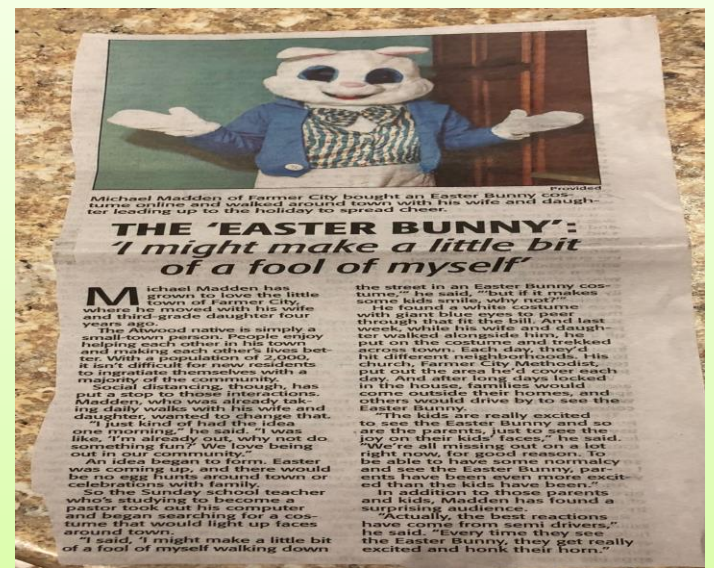 Provided
Michael Madden of Farmer City bought an Easter Bunny cos-
tume online and walked around town with his wife and daugh-
ter leading up to the holiday to spread cheer.
THE ‘EASTER BUNNY’:
‘I might make a little bit
of a fool of myself’
Michael Madden has
grown to love the little
town of Farmer City,
where he moved with his wife
and third-grade daughter four
years ago.
The Atwood native is simply a
small-town person. People enjoy
helping each other in his town
and making each other’s lives bet-
ter. With a population of 2,000,
it isn’t difficult for new residents
to ingratiate themselves with a
majority of the community.
Social distancing, though, has
put a stop to those interactions.
Madden, who was already tak-
ing daily walks with his wife and
daughter, wanted to change that.
“I just kind of had the idea
one morning,” he said. “I was
like, ‘I’m already out, why not do
something fun?’ We love being
out in our community.”
An idea began to form. Easter
was coming up, and there would
be no egg hunts around town or
celebrations with family.
So the Sunday school teacher
who’s studying to become a
pastor took out his computer
and began searching for a cos-
tume that would light up faces
around town.
“I said, ‘I might make a little bit
of a fool of myself walking down
the street in an Easter Bunny cos-
tume,’” he said, “‘but if it makes
some kids smile, why not?’”
He found a white costume
with giant blue eyes to peer
through that fit the bill. And last
week, while his wife and daugh-
ter walked alongside him, he
put on the costume and trekked
across town. Each day, they’d
hit different neighborhoods. His
church, Farmer City Methodist,
put out the area he’d cover each
day. And after long days locked
in the house, families would
come outside their homes, and
others would drive by to see the
Easter Bunny.
“The kids are really excited
to see the Easter Bunny and so
are the parents, just to see the
joy on their kids’ faces,” he said.
“We’re all missing out on a lot
right now, for good reason. To
be able to have some normalcy
and see the Easter Bunny, par-
ents have been even more excit-
ed than the kids have been.”
In addition to those parents
and kids, Madden has found a
surprising audience.
“Actually, the best reactions
have come from semi drivers,”
he said. “Every time they see
the Easter Bunny, they get really
excited and honk their horn.”